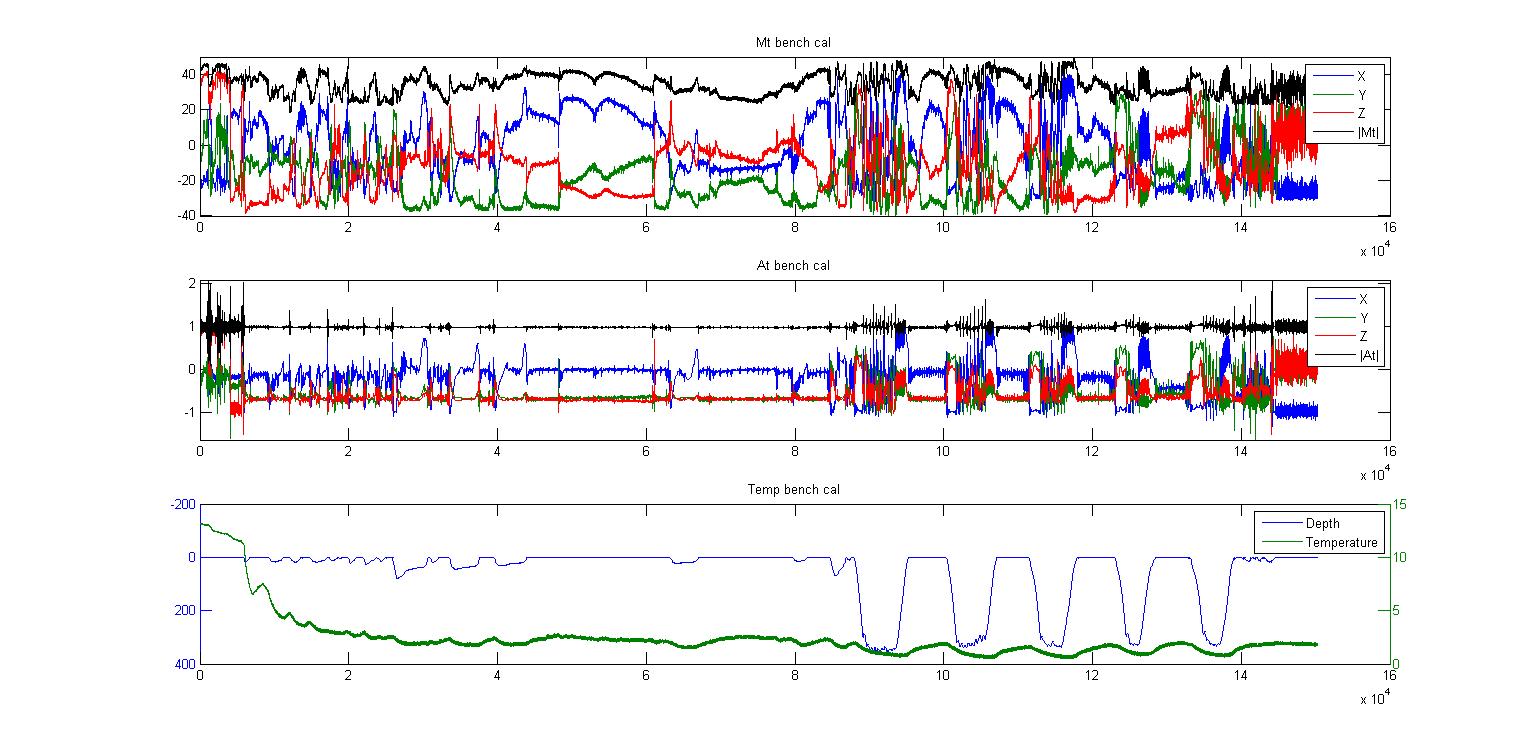 Mt bench cal
40
20
0
-20
-40
X
Y
Z
|Mt|
0 2 4 6 8 10 12 14 16
x 10^4
At bench cal
2
1
0
-1
X
Y
Z
|At|
0 2 4 6 8 10 12 14 16
x 10^4
Temp bench cal
-200
0
200
400
Depth
Temperature
15
10
5
0
0 2 4 6 8 10 12 14 16
x 10^4